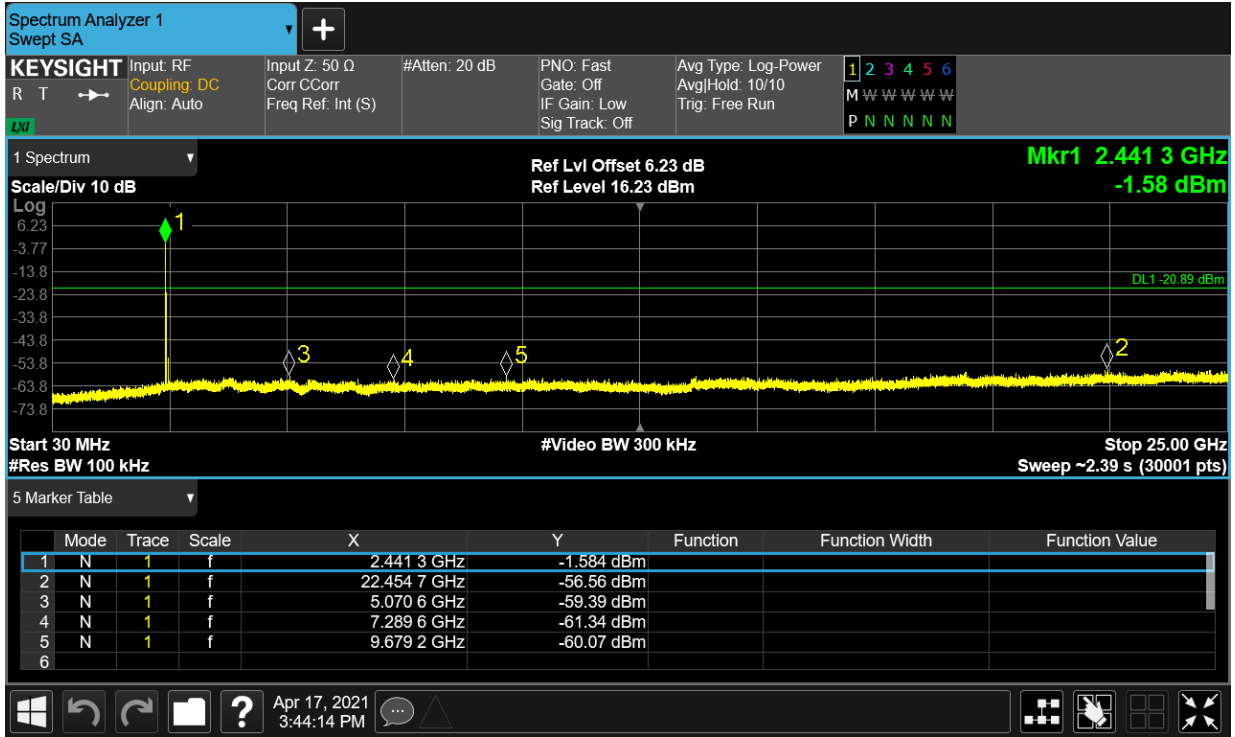 Spectrum Analyzer 1
Swept SA
+
KEYSIGHT
R T
LXI
Input: RF
Coupling: DC
Align: Auto
Input Z: 50 Ω
Corr CCorr
Freq Ref: Int (S)
#Atten: 20 dB
PNO: Fast
Gate: Off
IF Gain: Low
Sig Track: Off
Avg Type: Log-Power
Avg|Hold: 10/10
Trig: Free Run
1 2 3 4 5 6
M W W W W W
P N N N N N
1 Spectrum
Scale/Div 10 dB
Ref Lvl Offset 6.23 dB
Ref Level 16.23 dBm
Mkr1 2.441 3 GHz
-1.58 dBm
Log
6.23
-3.77
-13.8
-23.8
-33.8
-43.8
-53.8
-63.8
-73.8
1
DL1 -20.89 dBm
3
4
5
2
Start 30 MHz
#Video BW 300 kHz
Stop 25.00 GHz
#Res BW 100 kHz
Sweep ~2.39 s (30001 pts)
5 Marker Table
Mode Trace Scale X Y Function Function Width Function Value
1 N 1 f 2.441 3 GHz -1.584 dBm
2 N 1 f 22.454 7 GHz -56.56 dBm
3 N 1 f 5.070 6 GHz -59.39 dBm
4 N 1 f 7.289 6 GHz -61.34 dBm
5 N 1 f 9.679 2 GHz -60.07 dBm
6
?
Apr 17, 2021
3:44:14 PM